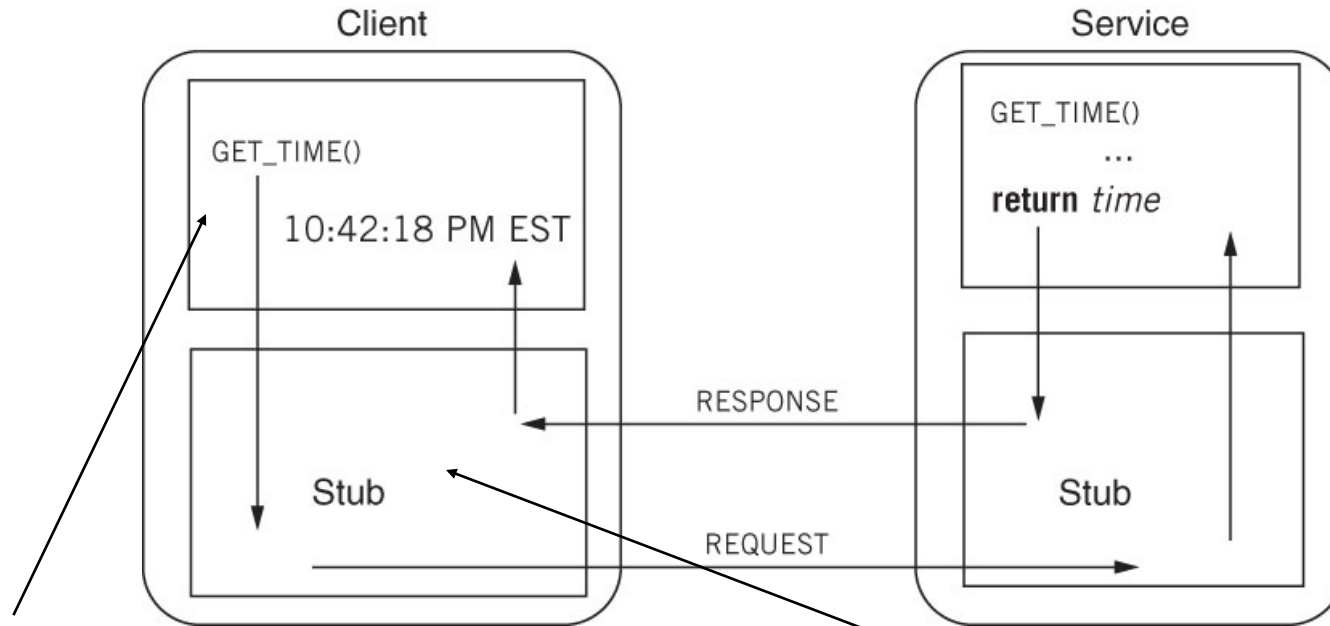 Client
Service
GET_TIME()
10:42:18 PM EST
GET_TIME()
...
return time
RESPONSE
Stub
Stub
REQUEST